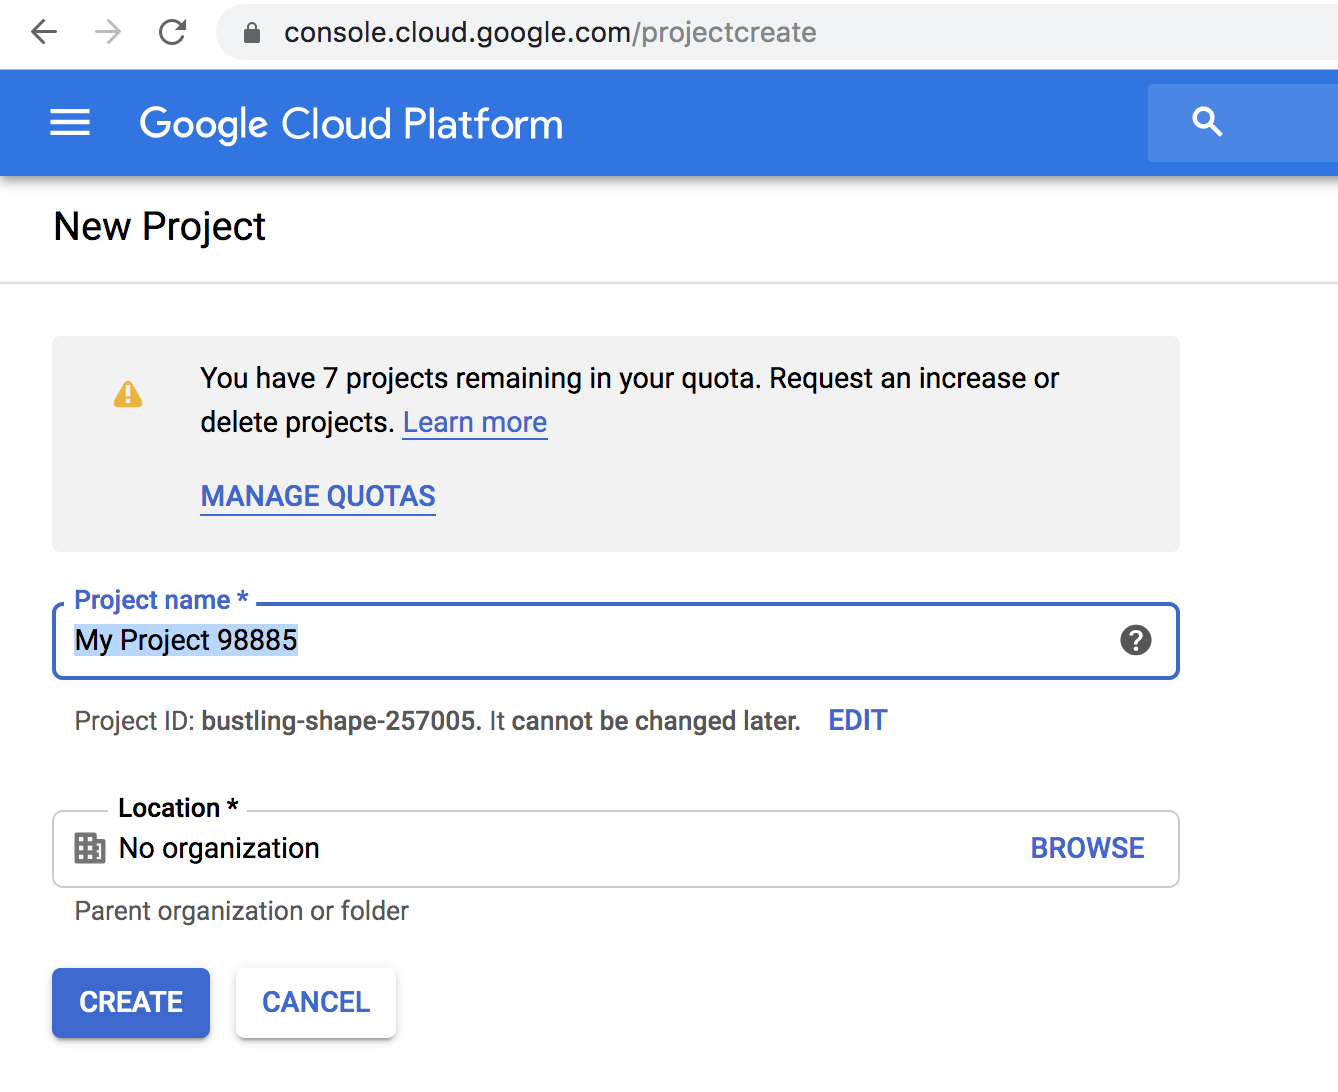 console.cloud.google.com/projectcreate
Google Cloud Platform
New Project
You have 7 projects remaining in your quota. Request an increase or
delete projects. Learn more
MANAGE QUOTAS
Project name *
My Project 98885
Project ID: bustling-shape-257005. It cannot be changed later. EDIT
Location *
No organization BROWSE
Parent organization or folder
CREATE CANCEL